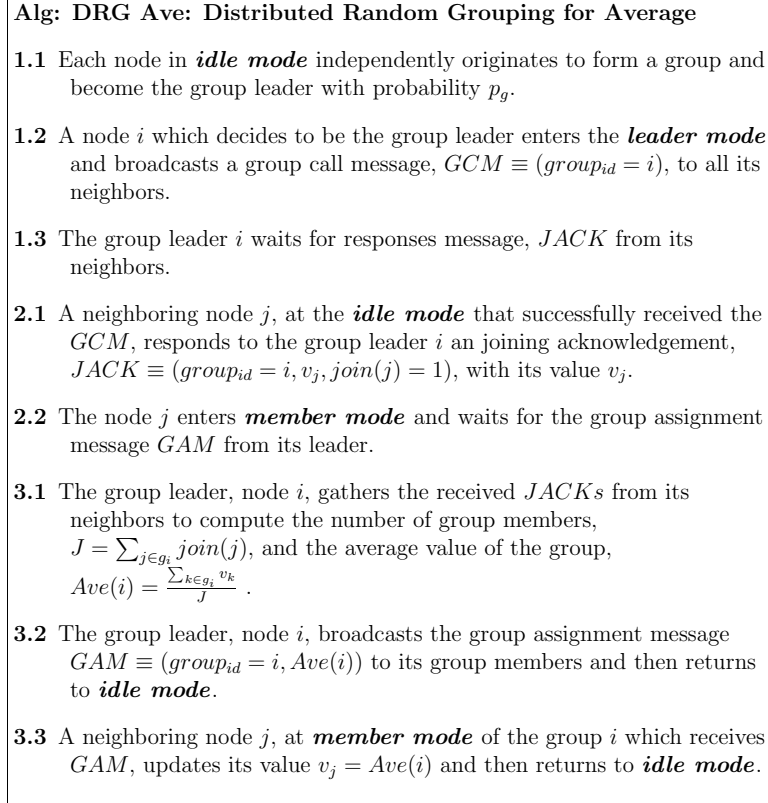 Alg: DRG Ave: Distributed Random Grouping for Average
1.1 Each node in idle mode independently originates to form a group and
become the group leader with probability p_g.
1.2 A node i which decides to be the group leader enters the leader mode
and broadcasts a group call message, GCM ≡ (group_{id} = i), to all its
neighbors.
1.3 The group leader i waits for responses message, JACK from its
neighbors.
2.1 A neighboring node j, at the idle mode that successfully received the
GCM, responds to the group leader i an joining acknowledgement,
JACK ≡ (group_{id} = i, v_j, join(j) = 1), with its value v_j.
2.2 The node j enters member mode and waits for the group assignment
message GAM from its leader.
3.1 The group leader, node i, gathers the received JACKs from its
neighbors to compute the number of group members,
J = ∑_{j∈g_i} join(j), and the average value of the group,
Ave(i) = \frac{∑_{k∈g_i} v_k}{J} .
3.2 The group leader, node i, broadcasts the group assignment message
GAM ≡ (group_{id} = i, Ave(i)) to its group members and then returns
to idle mode.
3.3 A neighboring node j, at member mode of the group i which receives
GAM, updates its value v_j = Ave(i) and then returns to idle mode.